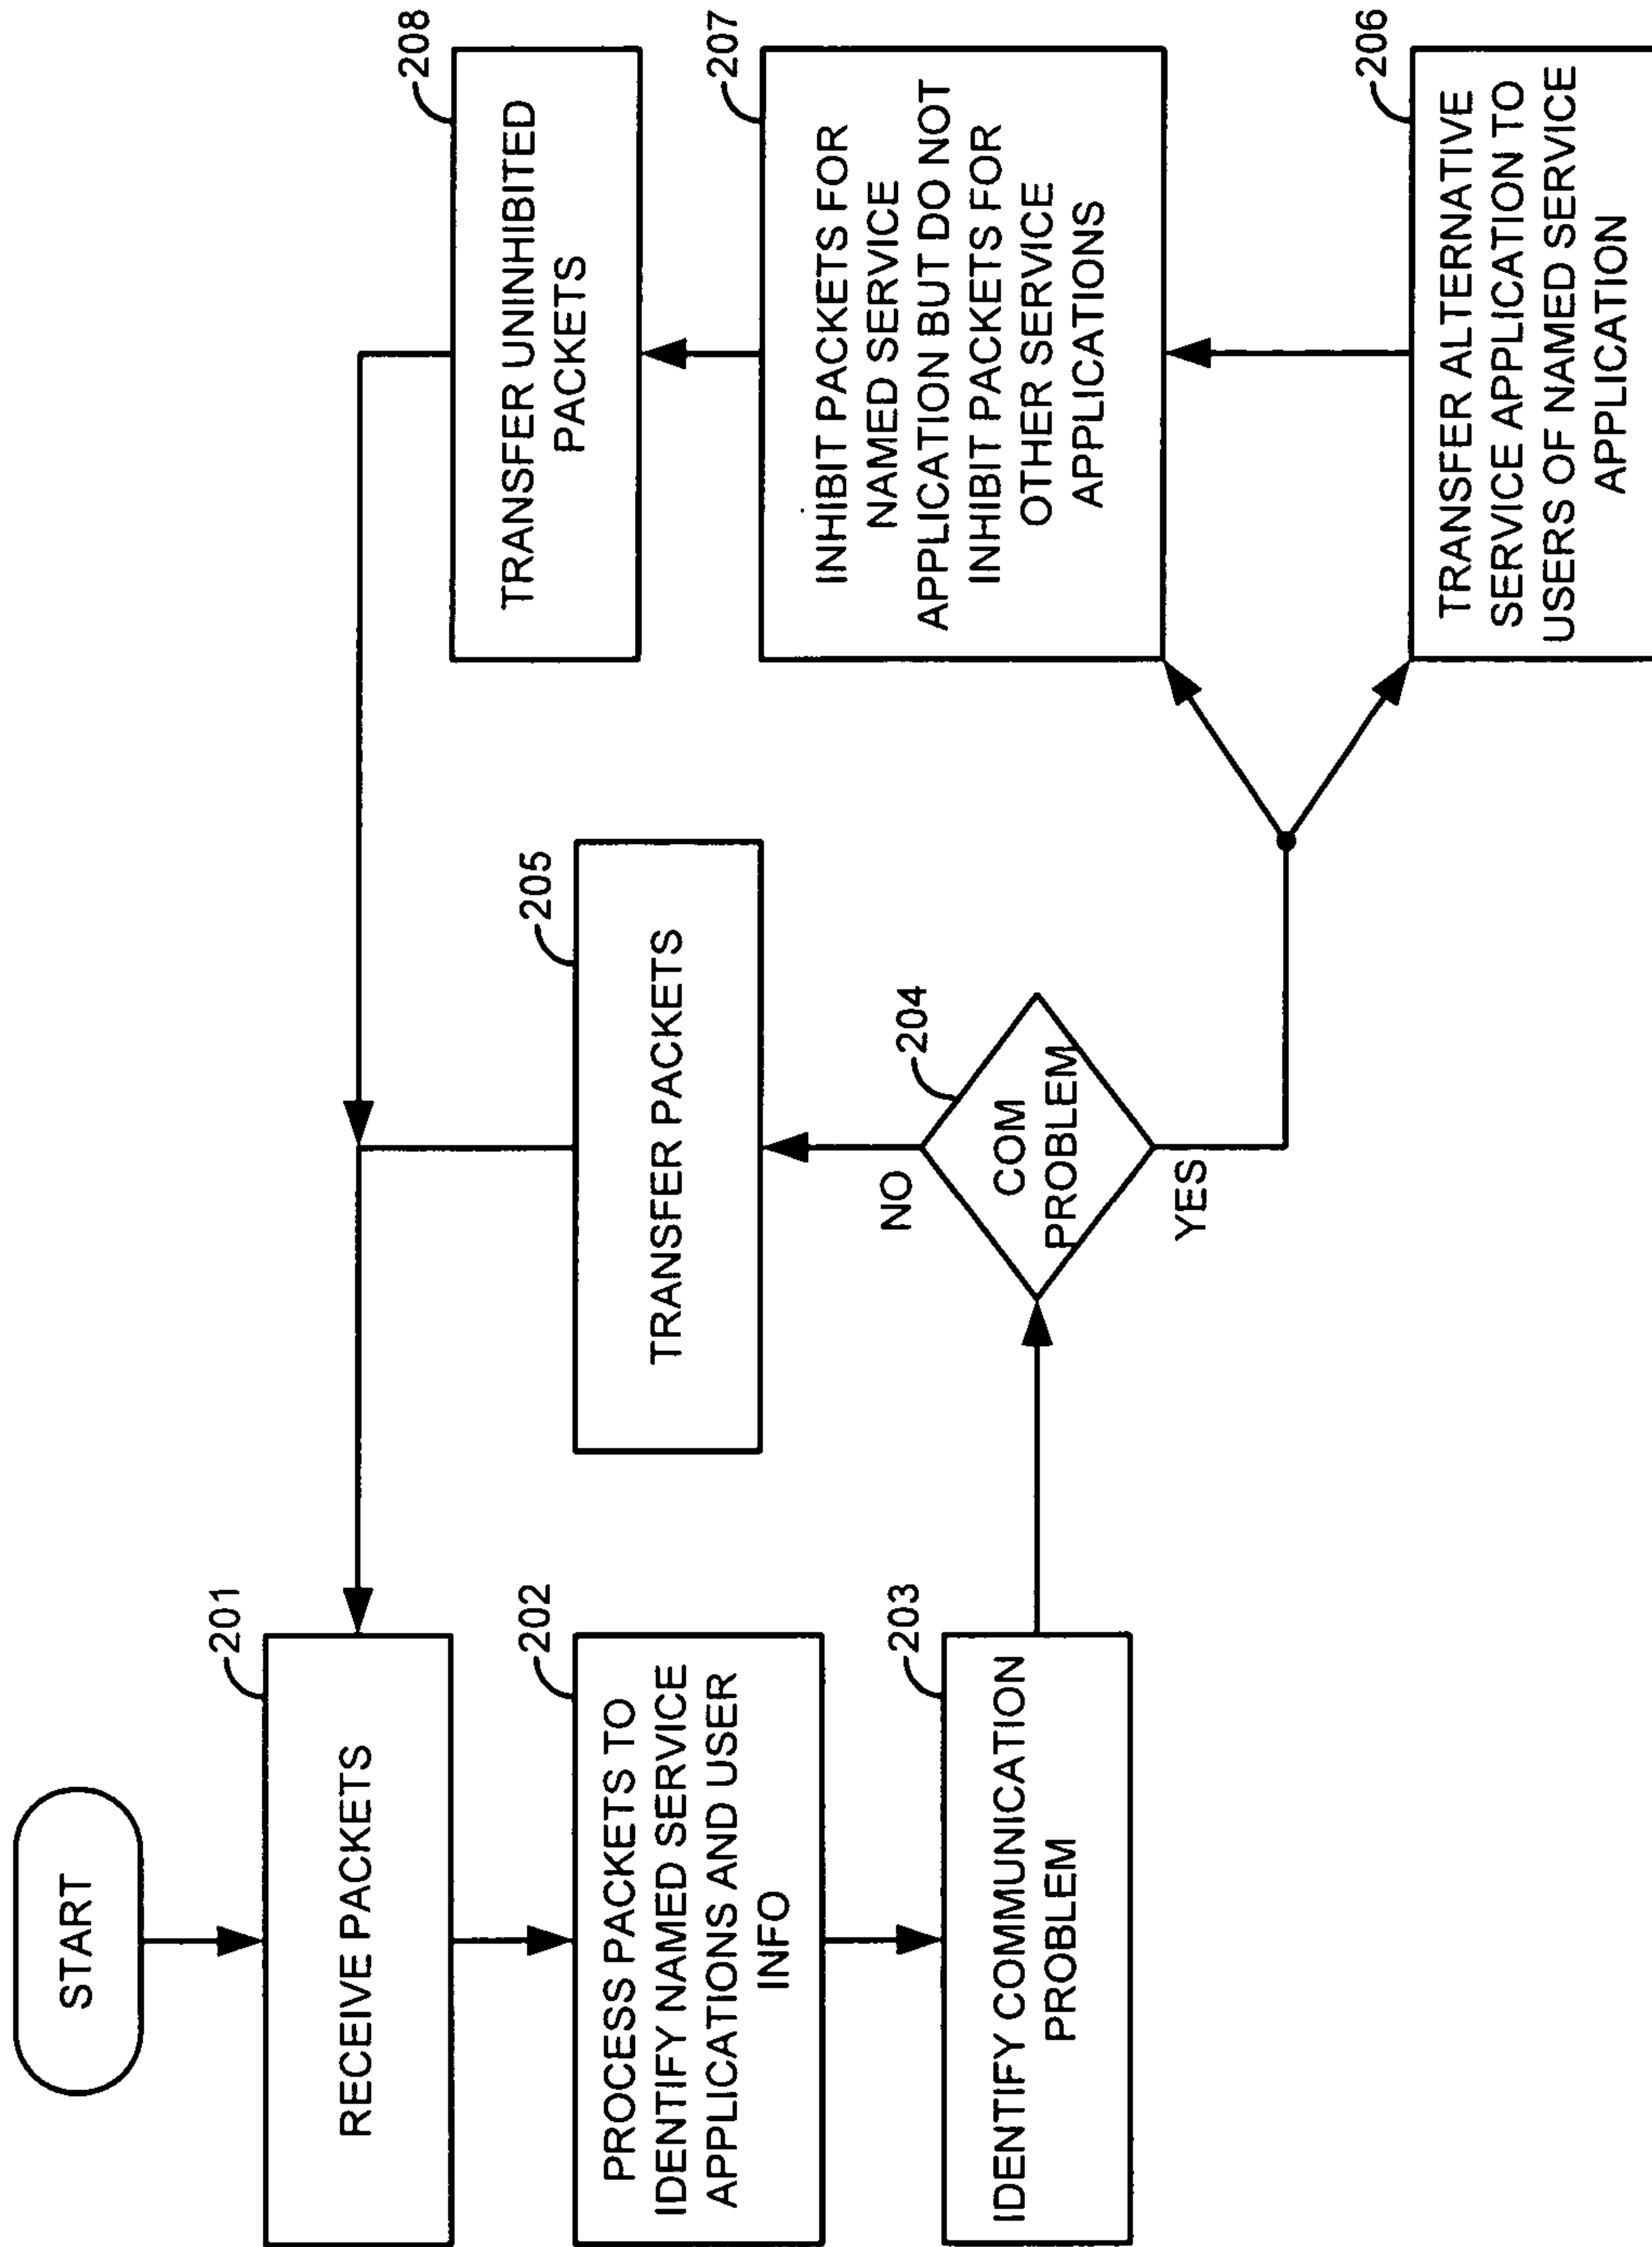 START
201
RECEIVE PACKETS
202
PROCESS PACKETS TO
IDENTIFY NAMED SERVICE
APPLICATIONS AND USER
INFO
203
IDENTIFY COMMUNICATION
PROBLEM
204
COM
PROBLEM
NO
YES
205
TRANSFER PACKETS
208
TRANSFER UNINHIBITED
PACKETS
207
INHIBIT PACKETS FOR
NAMED SERVICE
APPLICATION BUT DO NOT
INHIBIT PACKETS FOR
OTHER SERVICE
APPLICATIONS
206
TRANSFER ALTERNATIVE
SERVICE APPLICATION TO
USERS OF NAMED SERVICE
APPLICATION